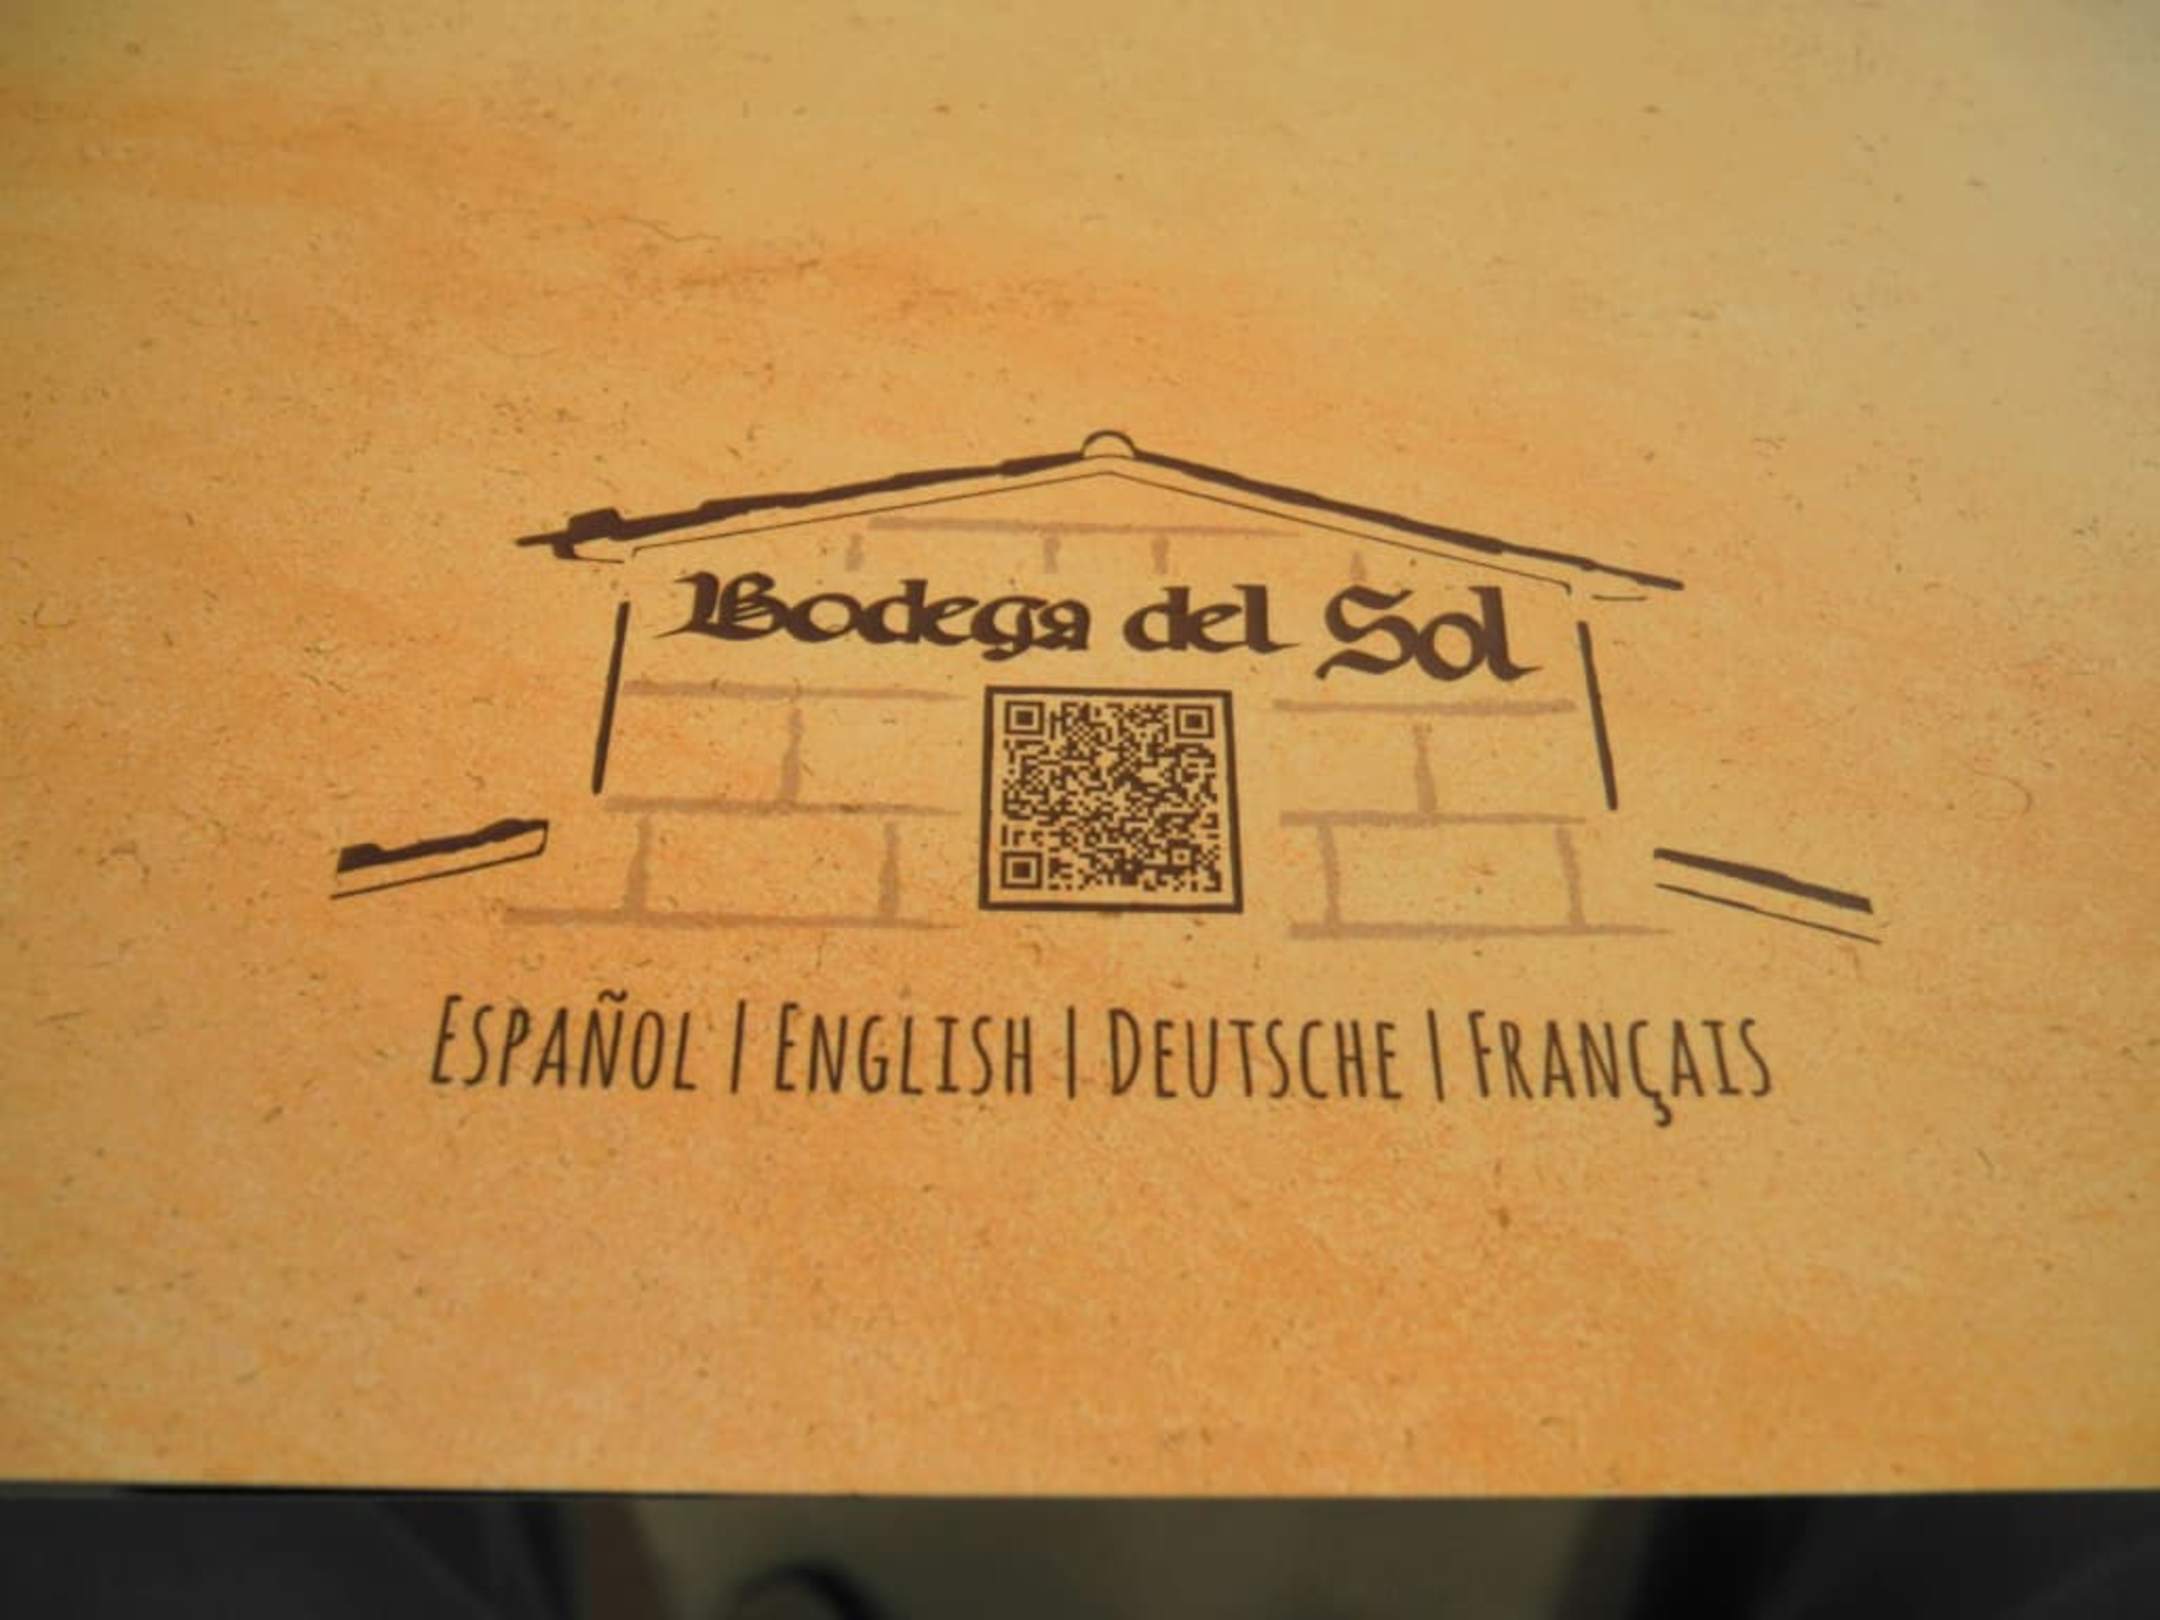 Bodega del Sol
ESPAÑOL | ENGLISH | DEUTSCHE | FRANÇAIS